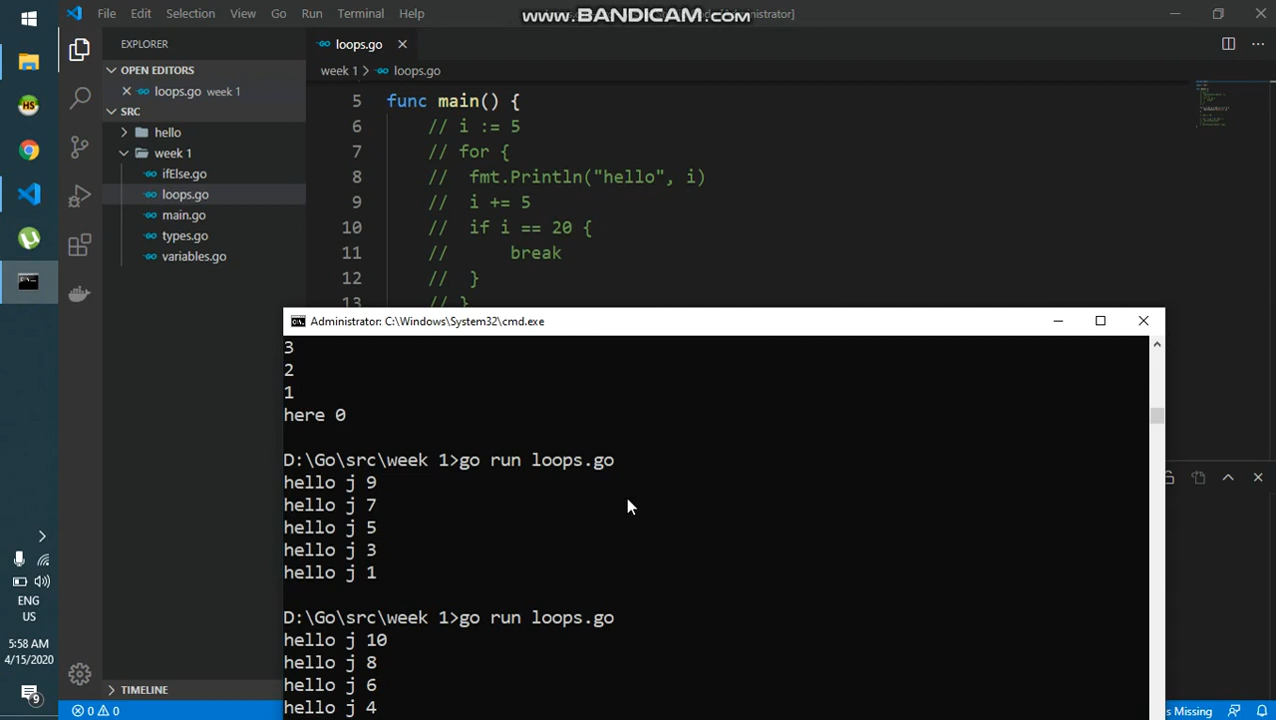 File Edit Selection View Go Run Terminal Help
www.BANDICAM.com
Administrator]
EXPLORER
loops.go
OPEN EDITORS
loops.go week 1
week 1 > loops.go
SRC
hello
week 1
ifElse.go
loops.go
main.go
types.go
variables.go
5 func main() {
6 // i := 5
7 // for {
8 // fmt.Println("hello", i)
9 // i += 5
10 // if i == 20 {
11 // break
12 // }
13 // }
Administrator: C:\Windows\System32\cmd.exe
3
2
1
here 0
D:\Go\src\week 1>go run loops.go
hello j 9
hello j 7
hello j 5
hello j 3
hello j 1
D:\Go\src\week 1>go run loops.go
hello j 10
hello j 8
hello j 6
hello j 4
TIMELINE
0 0
s Missing
HS
ENG
US
5:58 AM
4/15/2020
9